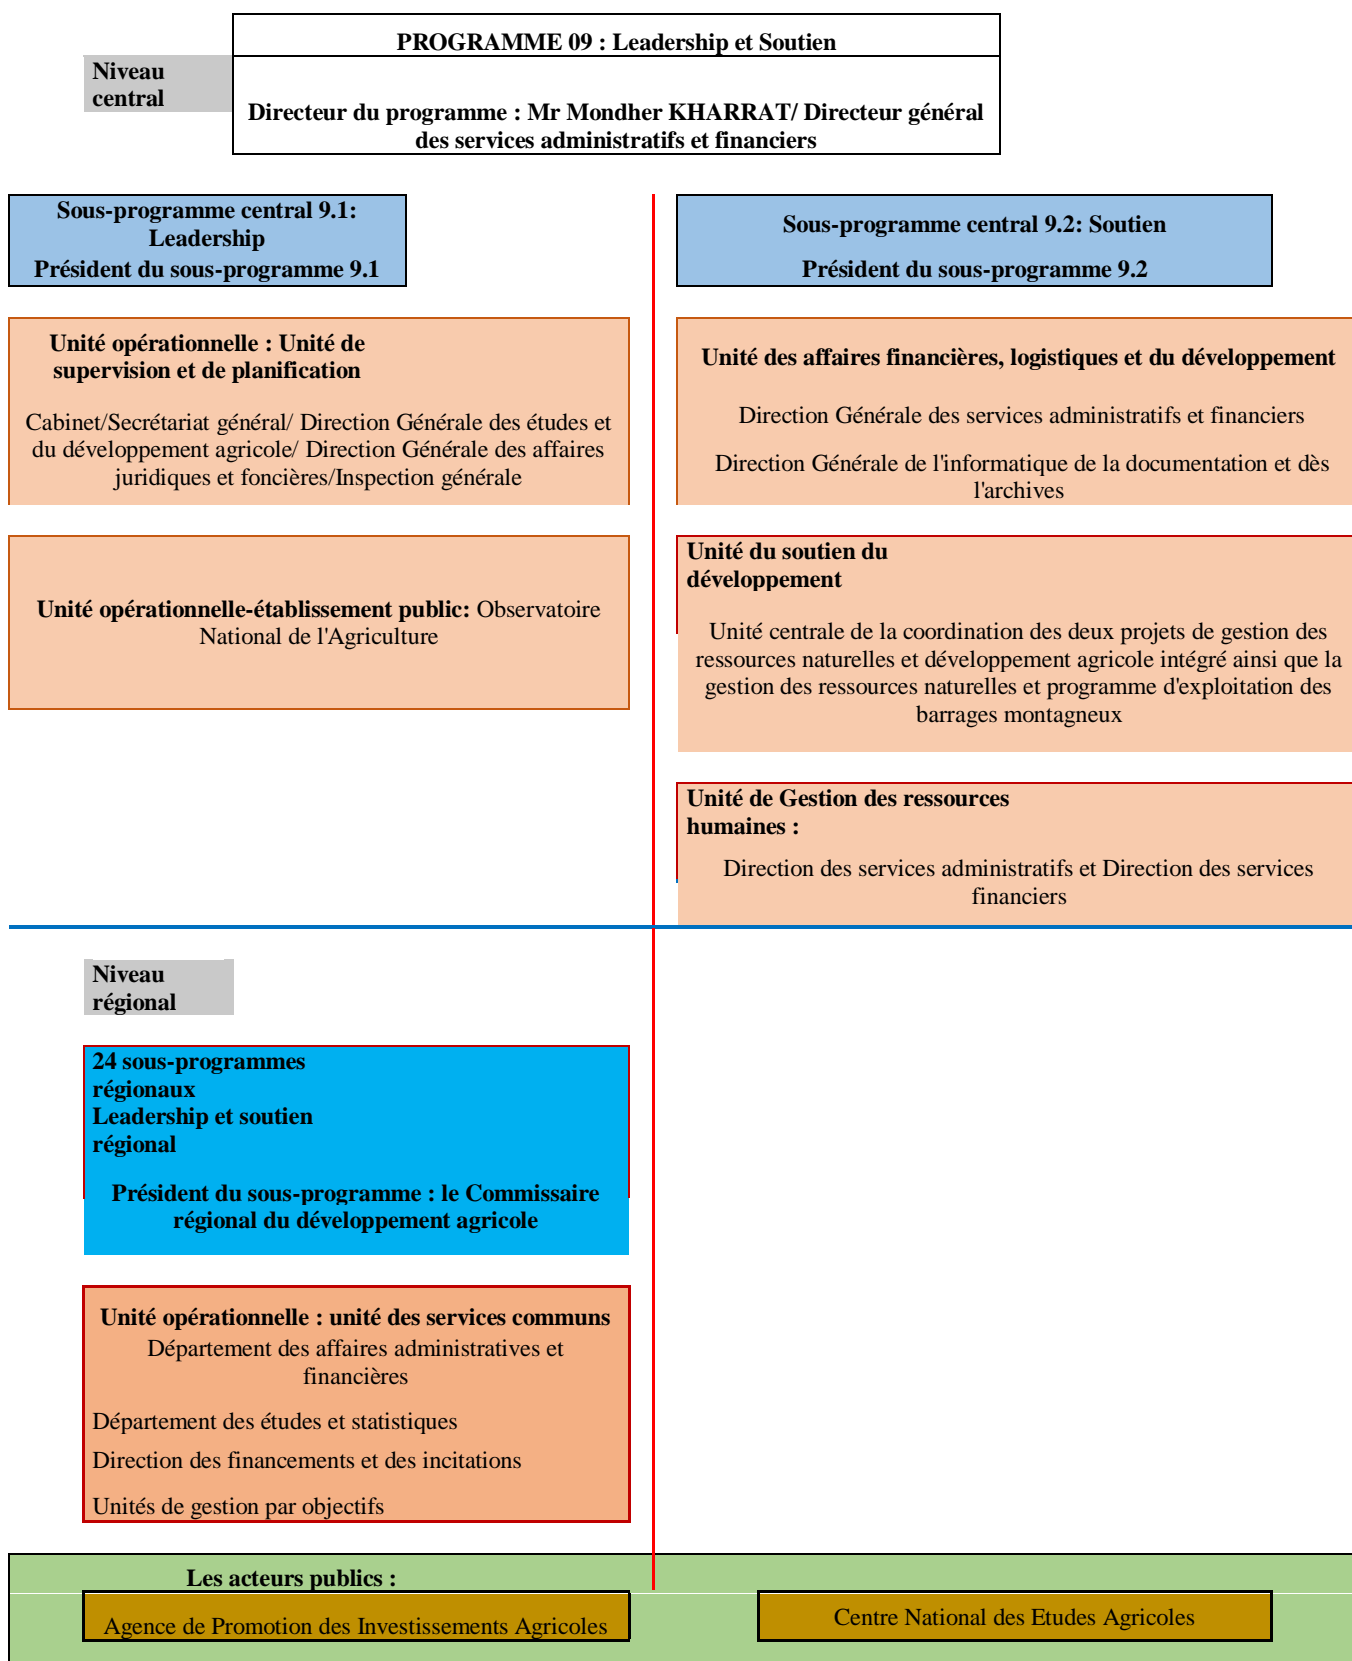 PROGRAMME 09 : Leadership et Soutien
Niveau
central
Directeur du programme : Mr Mondher KHARRAT/ Directeur général
des services administratifs et financiers
Sous-programme central 9.1:
Leadership
Président du sous-programme 9.1
Sous-programme central 9.2: Soutien
Président du sous-programme 9.2
Unité opérationnelle : Unité de
supervision et de planification
Cabinet/Secrétariat général/ Direction Générale des études et
du développement agricole/ Direction Générale des affaires
juridiques et foncières/Inspection générale
Unité des affaires financières, logistiques et du développement
Direction Générale des services administratifs et financiers
Direction Générale de l'informatique de la documentation et dès
l'archives
Unité opérationnelle-établissement public: Observatoire
National de l'Agriculture
Unité du soutien du
développement
Unité centrale de la coordination des deux projets de gestion des
ressources naturelles et développement agricole intégré ainsi que la
gestion des ressources naturelles et programme d'exploitation des
barrages montagneux
Unité de Gestion des ressources
humaines :
Direction des services administratifs et Direction des services
financiers
Niveau
régional
24 sous-programmes
régionaux
Leadership et soutien
régional
Président du sous-programme : le Commissaire
régional du développement agricole
Unité opérationnelle : unité des services communs
Département des affaires administratives et
financières
Département des études et statistiques
Direction des financements et des incitations
Unités de gestion par objectifs
Les acteurs publics :
Agence de Promotion des Investissements Agricoles
Centre National des Etudes Agricoles